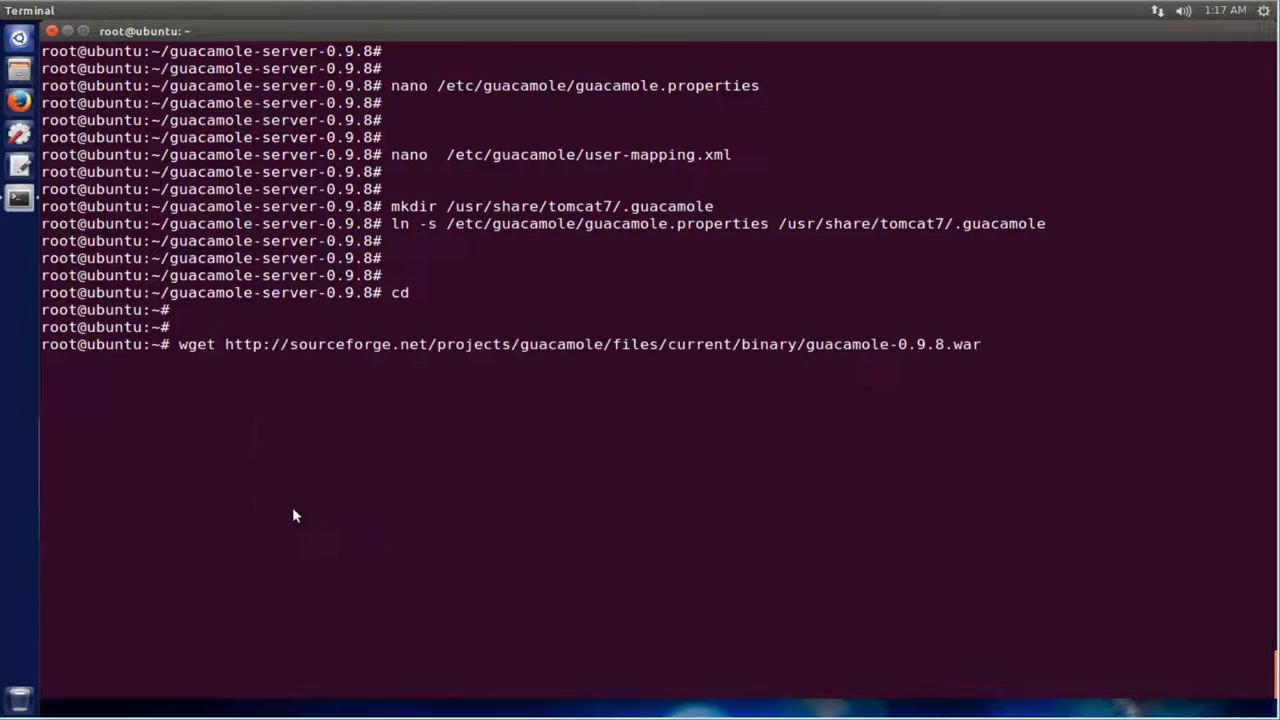 Terminal
1:17 AM
root@ubuntu: ~
root@ubuntu:~/guacamole-server-0.9.8#
root@ubuntu:~/guacamole-server-0.9.8#
root@ubuntu:~/guacamole-server-0.9.8# nano /etc/guacamole/guacamole.properties
root@ubuntu:~/guacamole-server-0.9.8#
root@ubuntu:~/guacamole-server-0.9.8#
root@ubuntu:~/guacamole-server-0.9.8#
root@ubuntu:~/guacamole-server-0.9.8# nano  /etc/guacamole/user-mapping.xml
root@ubuntu:~/guacamole-server-0.9.8#
root@ubuntu:~/guacamole-server-0.9.8#
root@ubuntu:~/guacamole-server-0.9.8# mkdir /usr/share/tomcat7/.guacamole
root@ubuntu:~/guacamole-server-0.9.8# ln -s /etc/guacamole/guacamole.properties /usr/share/tomcat7/.guacamole
root@ubuntu:~/guacamole-server-0.9.8#
root@ubuntu:~/guacamole-server-0.9.8#
root@ubuntu:~/guacamole-server-0.9.8#
root@ubuntu:~/guacamole-server-0.9.8# cd
root@ubuntu:~#
root@ubuntu:~#
root@ubuntu:~# wget http://sourceforge.net/projects/guacamole/files/current/binary/guacamole-0.9.8.war